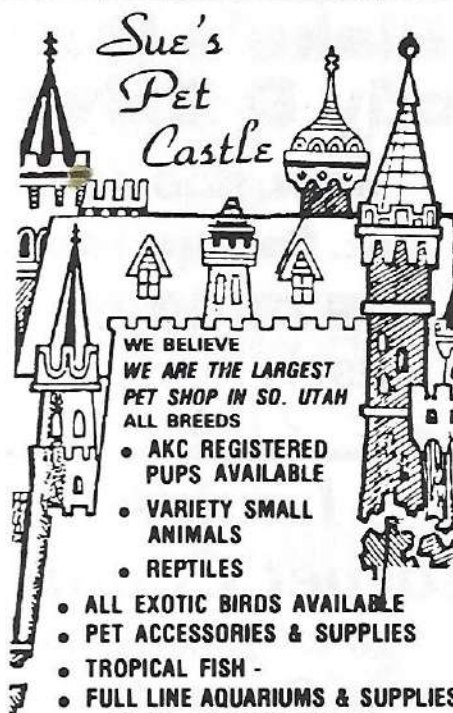 Sue's
Pet
Castle
WE BELIEVE
WE ARE THE LARGEST
PET SHOP IN SO. UTAH
ALL BREEDS
• AKC REGISTERED
PUPS AVAILABLE
• VARIETY SMALL
ANIMALS
• REPTILES
• ALL EXOTIC BIRDS AVAILABLE
• PET ACCESSORIES & SUPPLIES
• TROPICAL FISH -
• FULL LINE AQUARIUMS & SUPPLIES